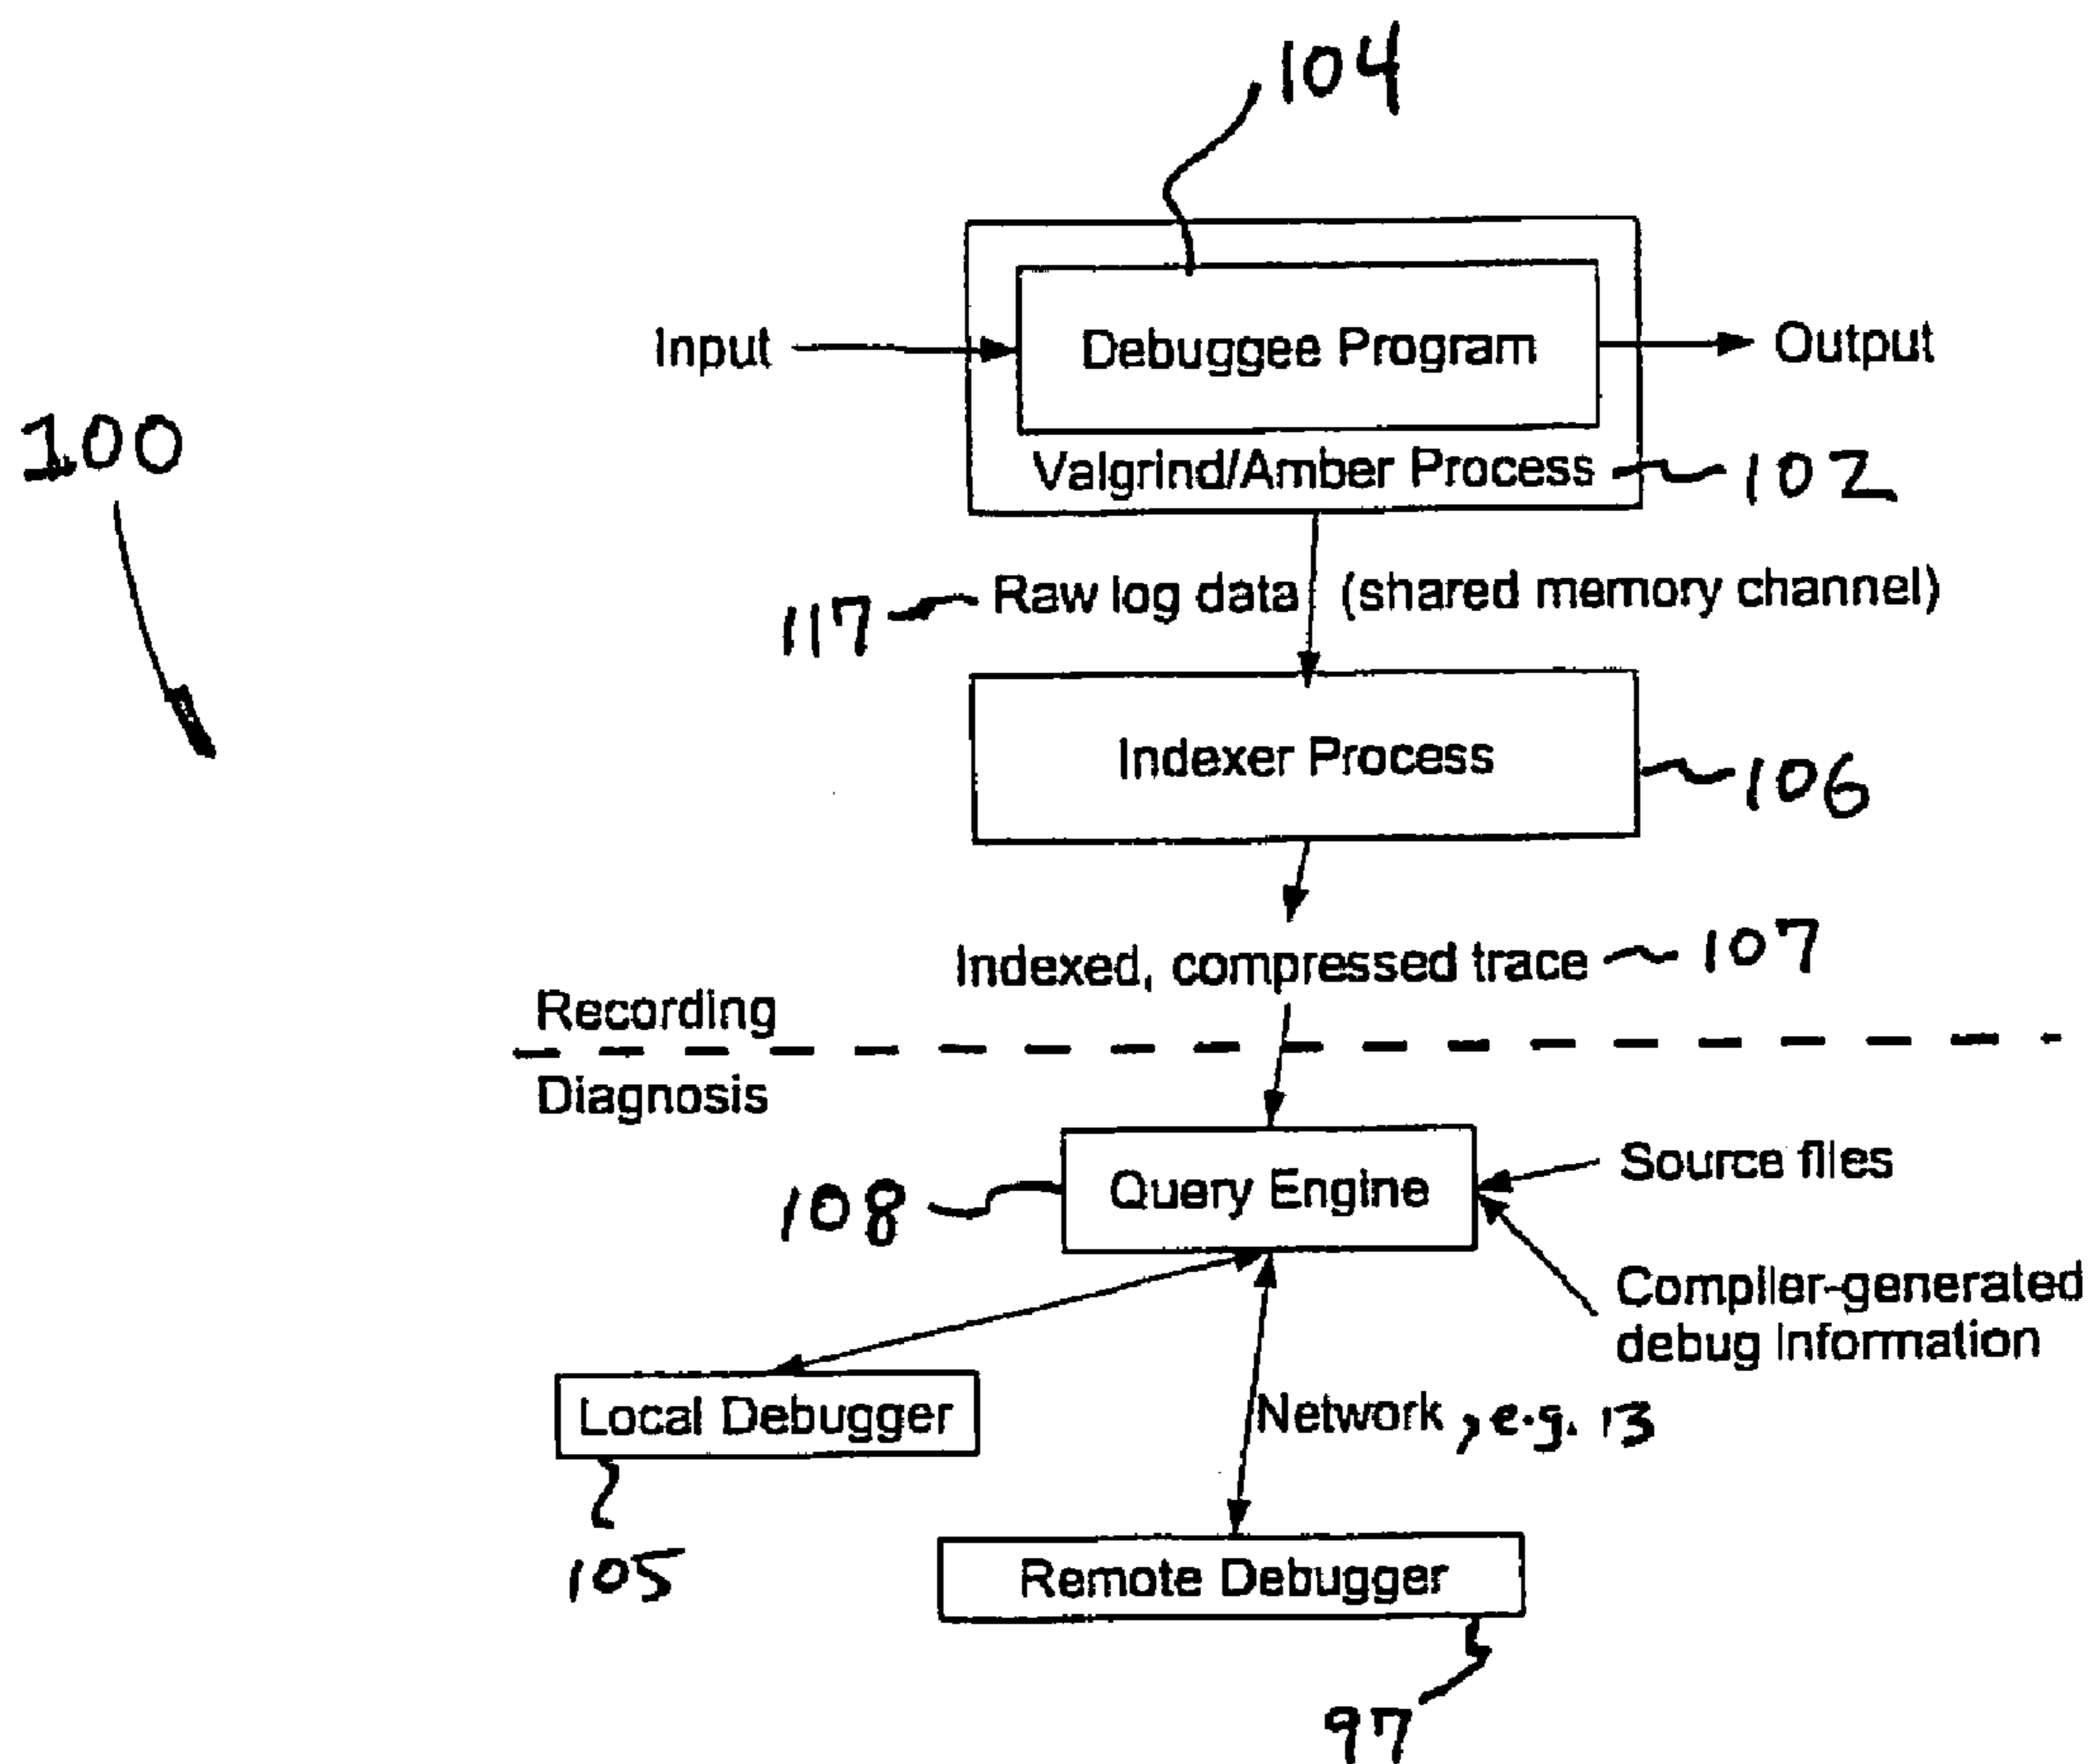 104
Input
Debuggee Program
Output
100
Valgrind/Amber Process
102
117
Raw log data (shared memory channel)
Indexer Process
106
Indexed, compressed trace
107
Recording
Diagnosis
108
Query Engine
Source files
Compiler-generated
debug Information
Local Debugger
Network, e.g. 13
105
Remote Debugger
97